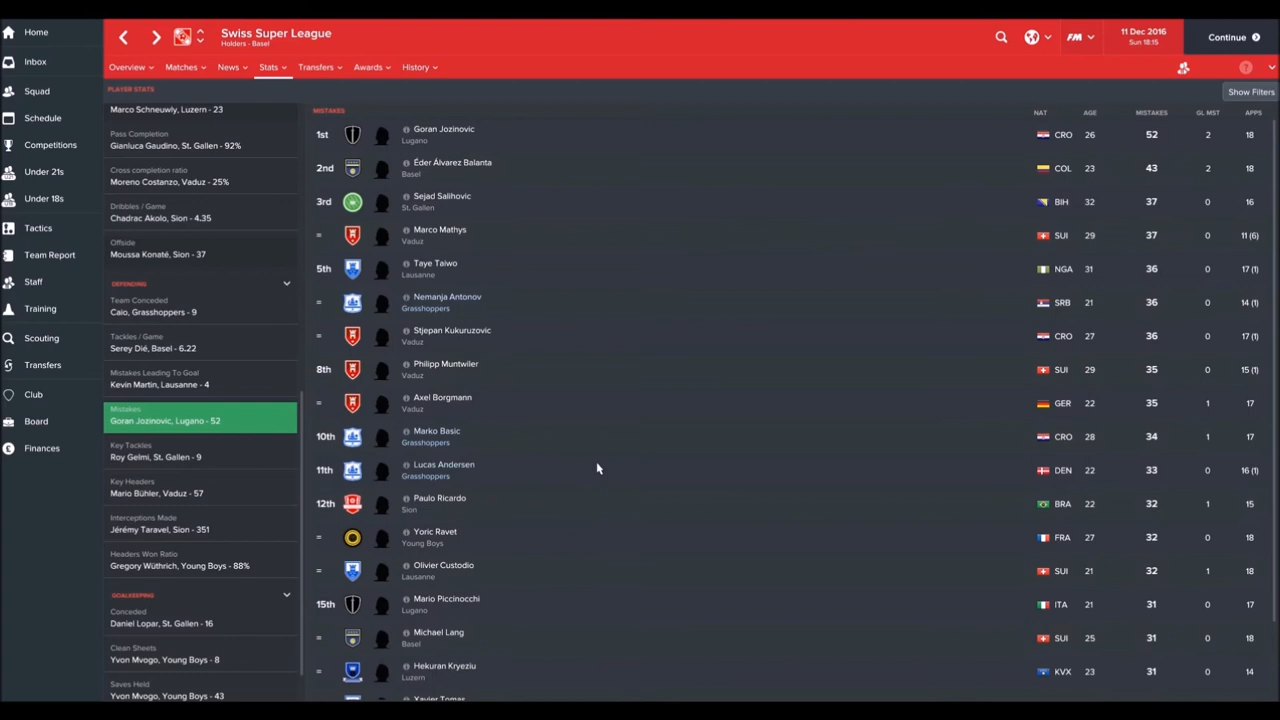 Home
Inbox
Squad
Schedule
Competitions
Under 21s
Under 18s
Tactics
Team Report
Staff
Training
Scouting
Transfers
Club
Board
Finances
Swiss Super League
Holders - Basel
FM
11 Dec 2016
Sun 18:15
Continue
Overview Matches News Stats Transfers Awards History
PLAYER STATS
Show Filters
Marco Schneuwly, Luzern - 23
Pass Completion
Gianluca Gaudino, St. Gallen - 92%
Cross completion ratio
Moreno Costanzo, Vaduz - 25%
Dribbles / Game
Chadrac Akolo, Sion - 4.35
Offside
Moussa Konaté, Sion - 37
DEFENDING
Team Conceded
Caio, Grasshoppers - 9
Tackles / Game
Serey Dié, Basel - 6.22
Mistakes Leading To Goal
Kevin Martin, Lausanne - 4
Mistakes
Goran Jozinovic, Lugano - 52
Key Tackles
Roy Gelmi, St. Gallen - 9
Key Headers
Mario Bühler, Vaduz - 57
Interceptions Made
Jérémy Taravel, Sion - 351
Headers Won Ratio
Gregory Wüthrich, Young Boys - 88%
GOALKEEPING
Conceded
Daniel Lopar, St. Gallen - 16
Clean Sheets
Yvon Mvogo, Young Boys - 8
Saves Held
Yvon Mvogo, Young Boys - 43
MISTAKES NAT AGE MISTAKES GL MST APPS
1st Goran Jozinovic CRO 26 52 2 18
Lugano
2nd Éder Álvarez Balanta COL 23 43 2 18
Basel
3rd Sejad Salihovic BIH 32 37 0 16
St. Gallen
= Marco Mathys SUI 29 37 0 11 (6)
Vaduz
5th Taye Taiwo NGA 31 36 0 17 (1)
Lausanne
= Nemanja Antonov SRB 21 36 0 14 (1)
Grasshoppers
= Stjepan Kukuruzovic CRO 27 36 0 17 (1)
Vaduz
8th Philipp Muntwiler SUI 29 35 0 15 (1)
Vaduz
= Axel Borgmann GER 22 35 1 17
Vaduz
10th Marko Basic CRO 28 34 1 17
Grasshoppers
11th Lucas Andersen DEN 22 33 0 16 (1)
Grasshoppers
12th Paulo Ricardo BRA 22 32 1 15
Sion
= Yoric Ravet FRA 27 32 0 18
Young Boys
= Olivier Custodio SUI 21 32 1 18
Lausanne
15th Mario Piccinocchi ITA 21 31 0 17
Lugano
= Michael Lang SUI 25 31 0 18
Basel
= Hekuran Kryeziu KVX 23 31 0 14
Luzern
Xavier Tomas